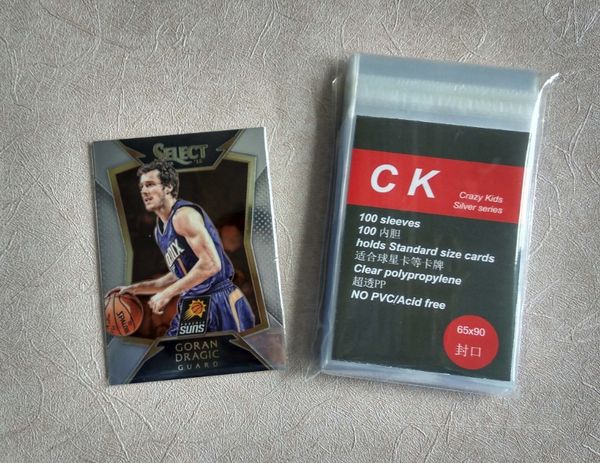 SELECT
GORAN
DRAGIC
GUARD
SUNS
C K
Crazy Kids
Silver series
100 sleeves
100 内胆
holds Standard size cards
适合球星卡等卡牌
Clear polypropylene
超透PP
NO PVC/Acid free
65x90
封口